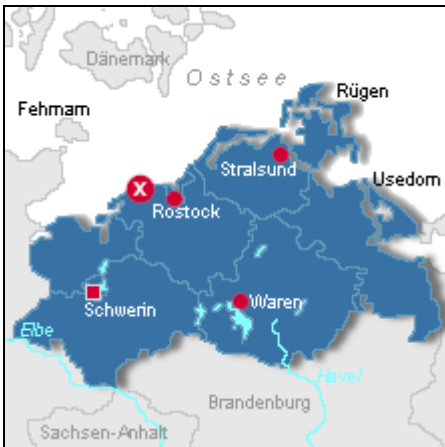 Dänemark
Ostsee
Rügen
Fehmarn
Stralsund
Usedom
X
Rostock
Schwerin
Waren
Elbe
Havel
Brandenburg
Sachsen-Anhalt